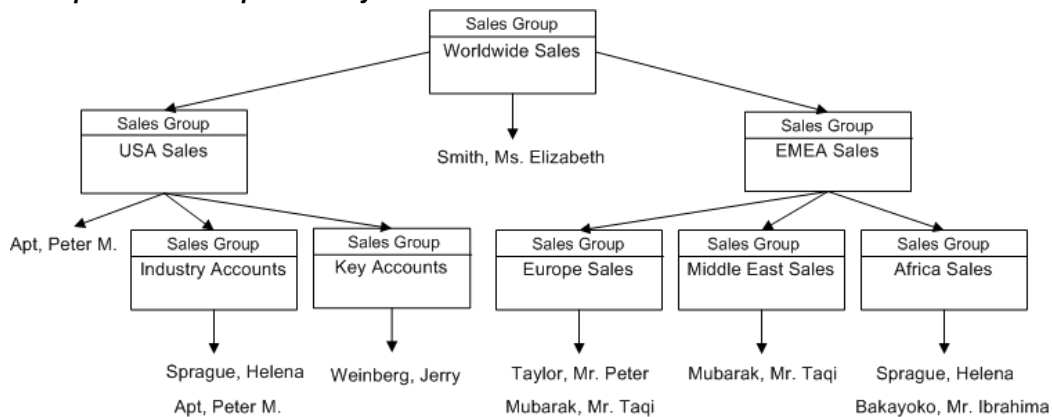 Sales Group
Worldwide Sales
Sales Group
USA Sales
Smith, Ms. Elizabeth
Sales Group
EMEA Sales
Apt, Peter M.
Sales Group
Industry Accounts
Sales Group
Key Accounts
Sales Group
Europe Sales
Sales Group
Middle East Sales
Sales Group
Africa Sales
Sprague, Helena
Apt, Peter M.
Weinberg, Jerry
Taylor, Mr. Peter
Mubarak, Mr. Taqi
Mubarak, Mr. Taqi
Sprague, Helena
Bakayoko, Mr. Ibrahima